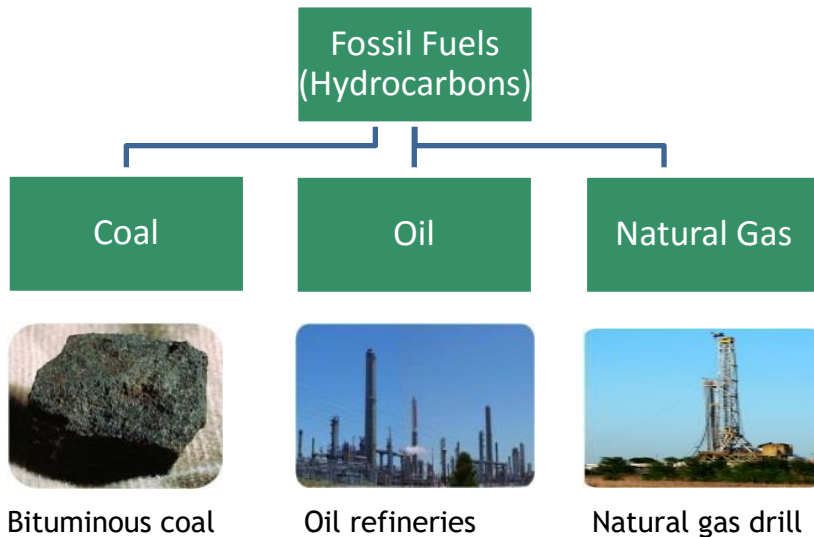 Fossil Fuels
(Hydrocarbons)
Coal
Oil
Natural Gas
Bituminous coal
Oil refineries
Natural gas drill